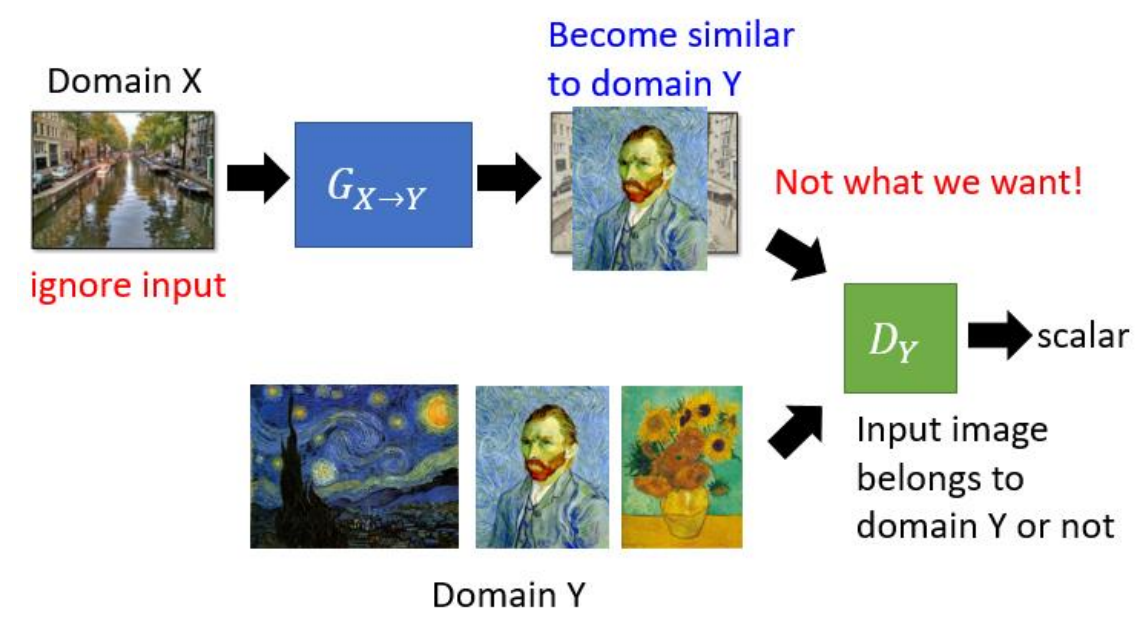 Become similar
to domain Y
Domain X
G_{X→Y}
Not what we want!
ignore input
D_Y
scalar
Input image
belongs to
domain Y or not
Domain Y